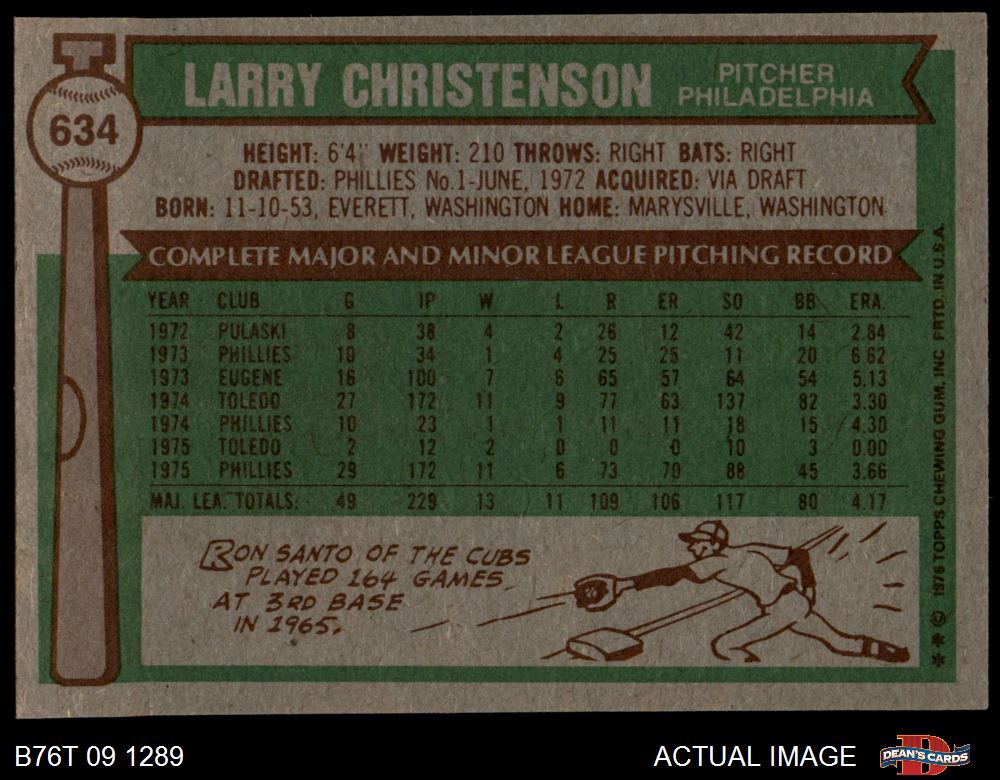 634
LARRY CHRISTENSON
PITCHER
PHILADELPHIA
HEIGHT: 6'4" WEIGHT: 210 THROWS: RIGHT BATS: RIGHT
DRAFTED: PHILLIES No.1-JUNE, 1972 ACQUIRED: VIA DRAFT
BORN: 11-10-53, EVERETT, WASHINGTON HOME: MARYSVILLE, WASHINGTON
COMPLETE MAJOR AND MINOR LEAGUE PITCHING RECORD
YEAR CLUB G IP W L R ER SO BB ERA.
1972 PULASKI 8 38 4 2 26 12 42 14 2.84
1973 PHILLIES 10 34 1 4 25 25 11 20 6.62
1973 EUGENE 16 100 7 6 65 57 64 54 5.13
1974 TOLEDO 27 172 11 9 77 63 137 82 3.30
1974 PHILLIES 10 23 1 1 11 11 18 15 4.30
1975 TOLEDO 2 12 2 0 0 0 10 3 0.00
1975 PHILLIES 29 172 11 6 73 70 88 45 3.66
MAJ. LEA. TOTALS: 49 229 13 11 109 106 117 80 4.17
RON SANTO OF THE CUBS
PLAYED 164 GAMES
AT 3RD BASE
IN 1965.
** © 1976 TOPPS CHEWING GUM, INC. PRTD. IN U.S.A.
B76T 09 1289
ACTUAL IMAGE
D
DEAN'S CARDS